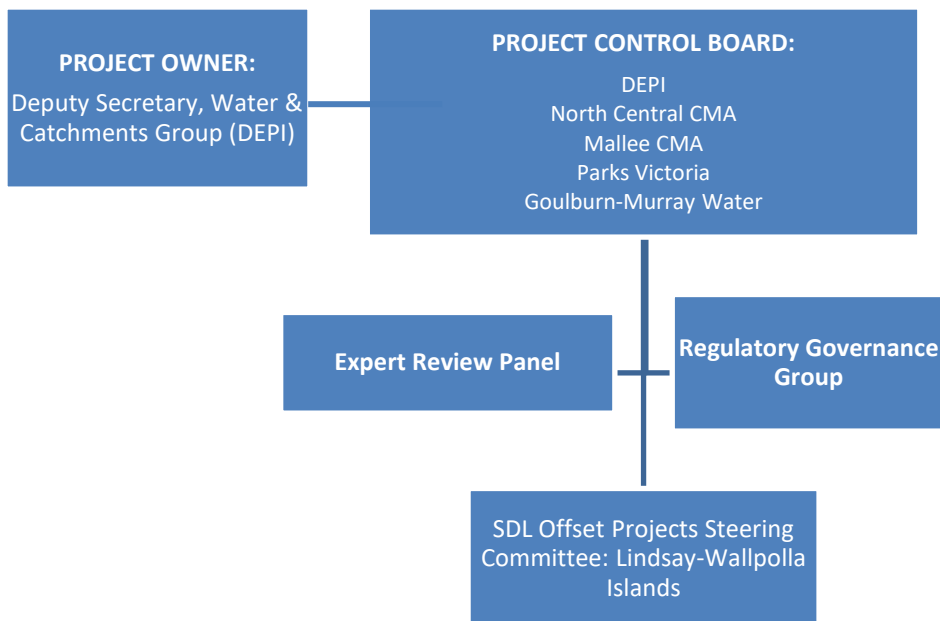 PROJECT OWNER:
Deputy Secretary, Water &
Catchments Group (DEPI)
PROJECT CONTROL BOARD:
DEPI
North Central CMA
Mallee CMA
Parks Victoria
Goulburn-Murray Water
Expert Review Panel
Regulatory Governance
Group
SDL Offset Projects Steering
Committee: Lindsay-Wallpolla
Islands